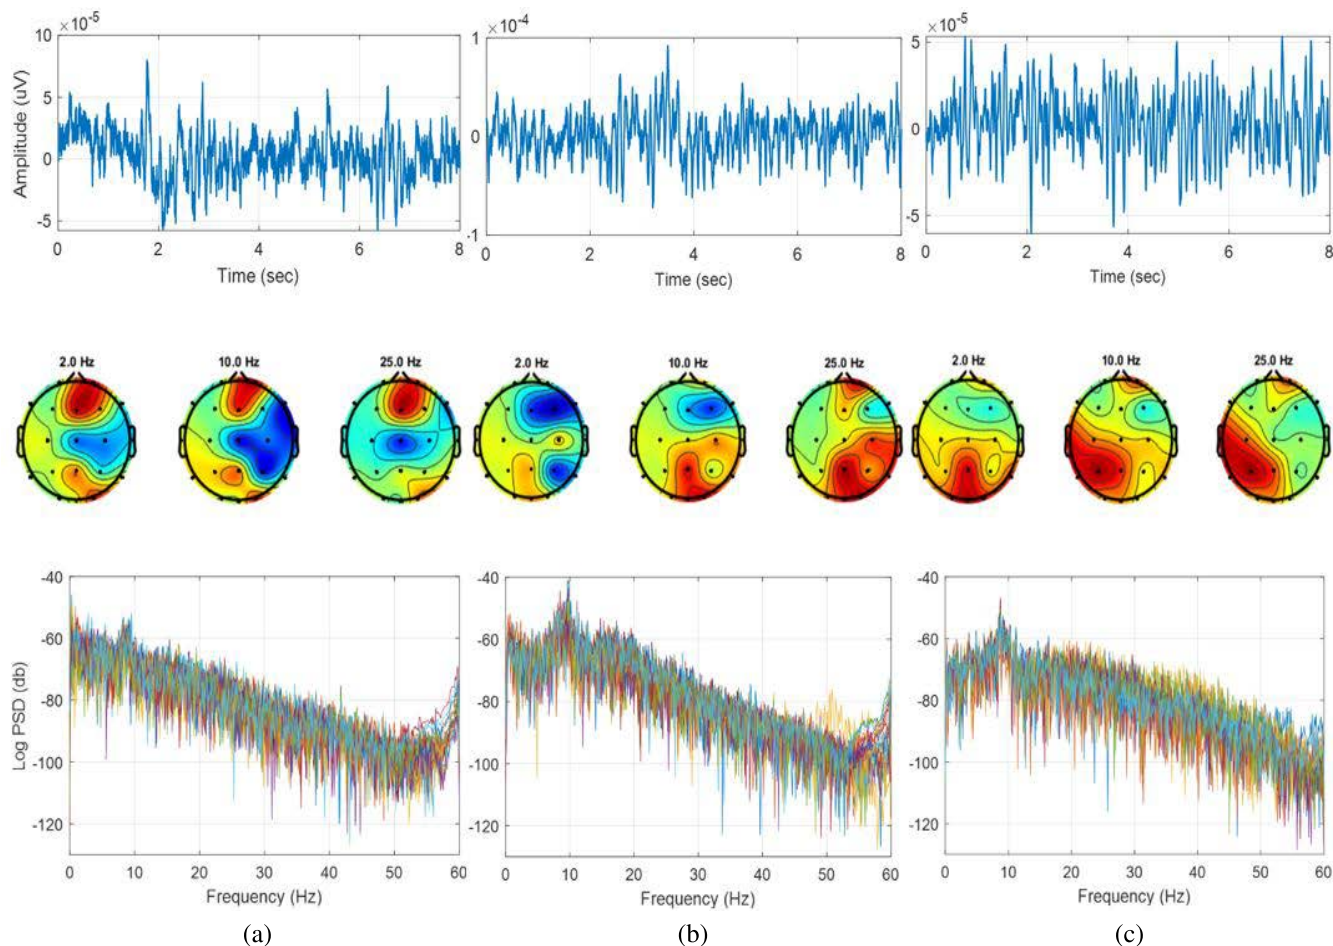 ×10-5
10
5
0
-5
Amplitude (uV)
0 2 4 6 8
Time (sec)
×10-4
1
0
-1
0 2 4 6 8
Time (sec)
×10-5
5
0
-5
0 2 4 6 8
Time (sec)
2.0 Hz 10.0 Hz 25.0 Hz 2.0 Hz 10.0 Hz 25.0 Hz 2.0 Hz 10.0 Hz 25.0 Hz
-40
-60
-80
-100
-120
Log PSD (db)
0 10 20 30 40 50 60
Frequency (Hz)
-40
-60
-80
-100
-120
0 10 20 30 40 50 60
Frequency (Hz)
-40
-60
-80
-100
-120
0 10 20 30 40 50 60
Frequency (Hz)
(a) (b) (c)